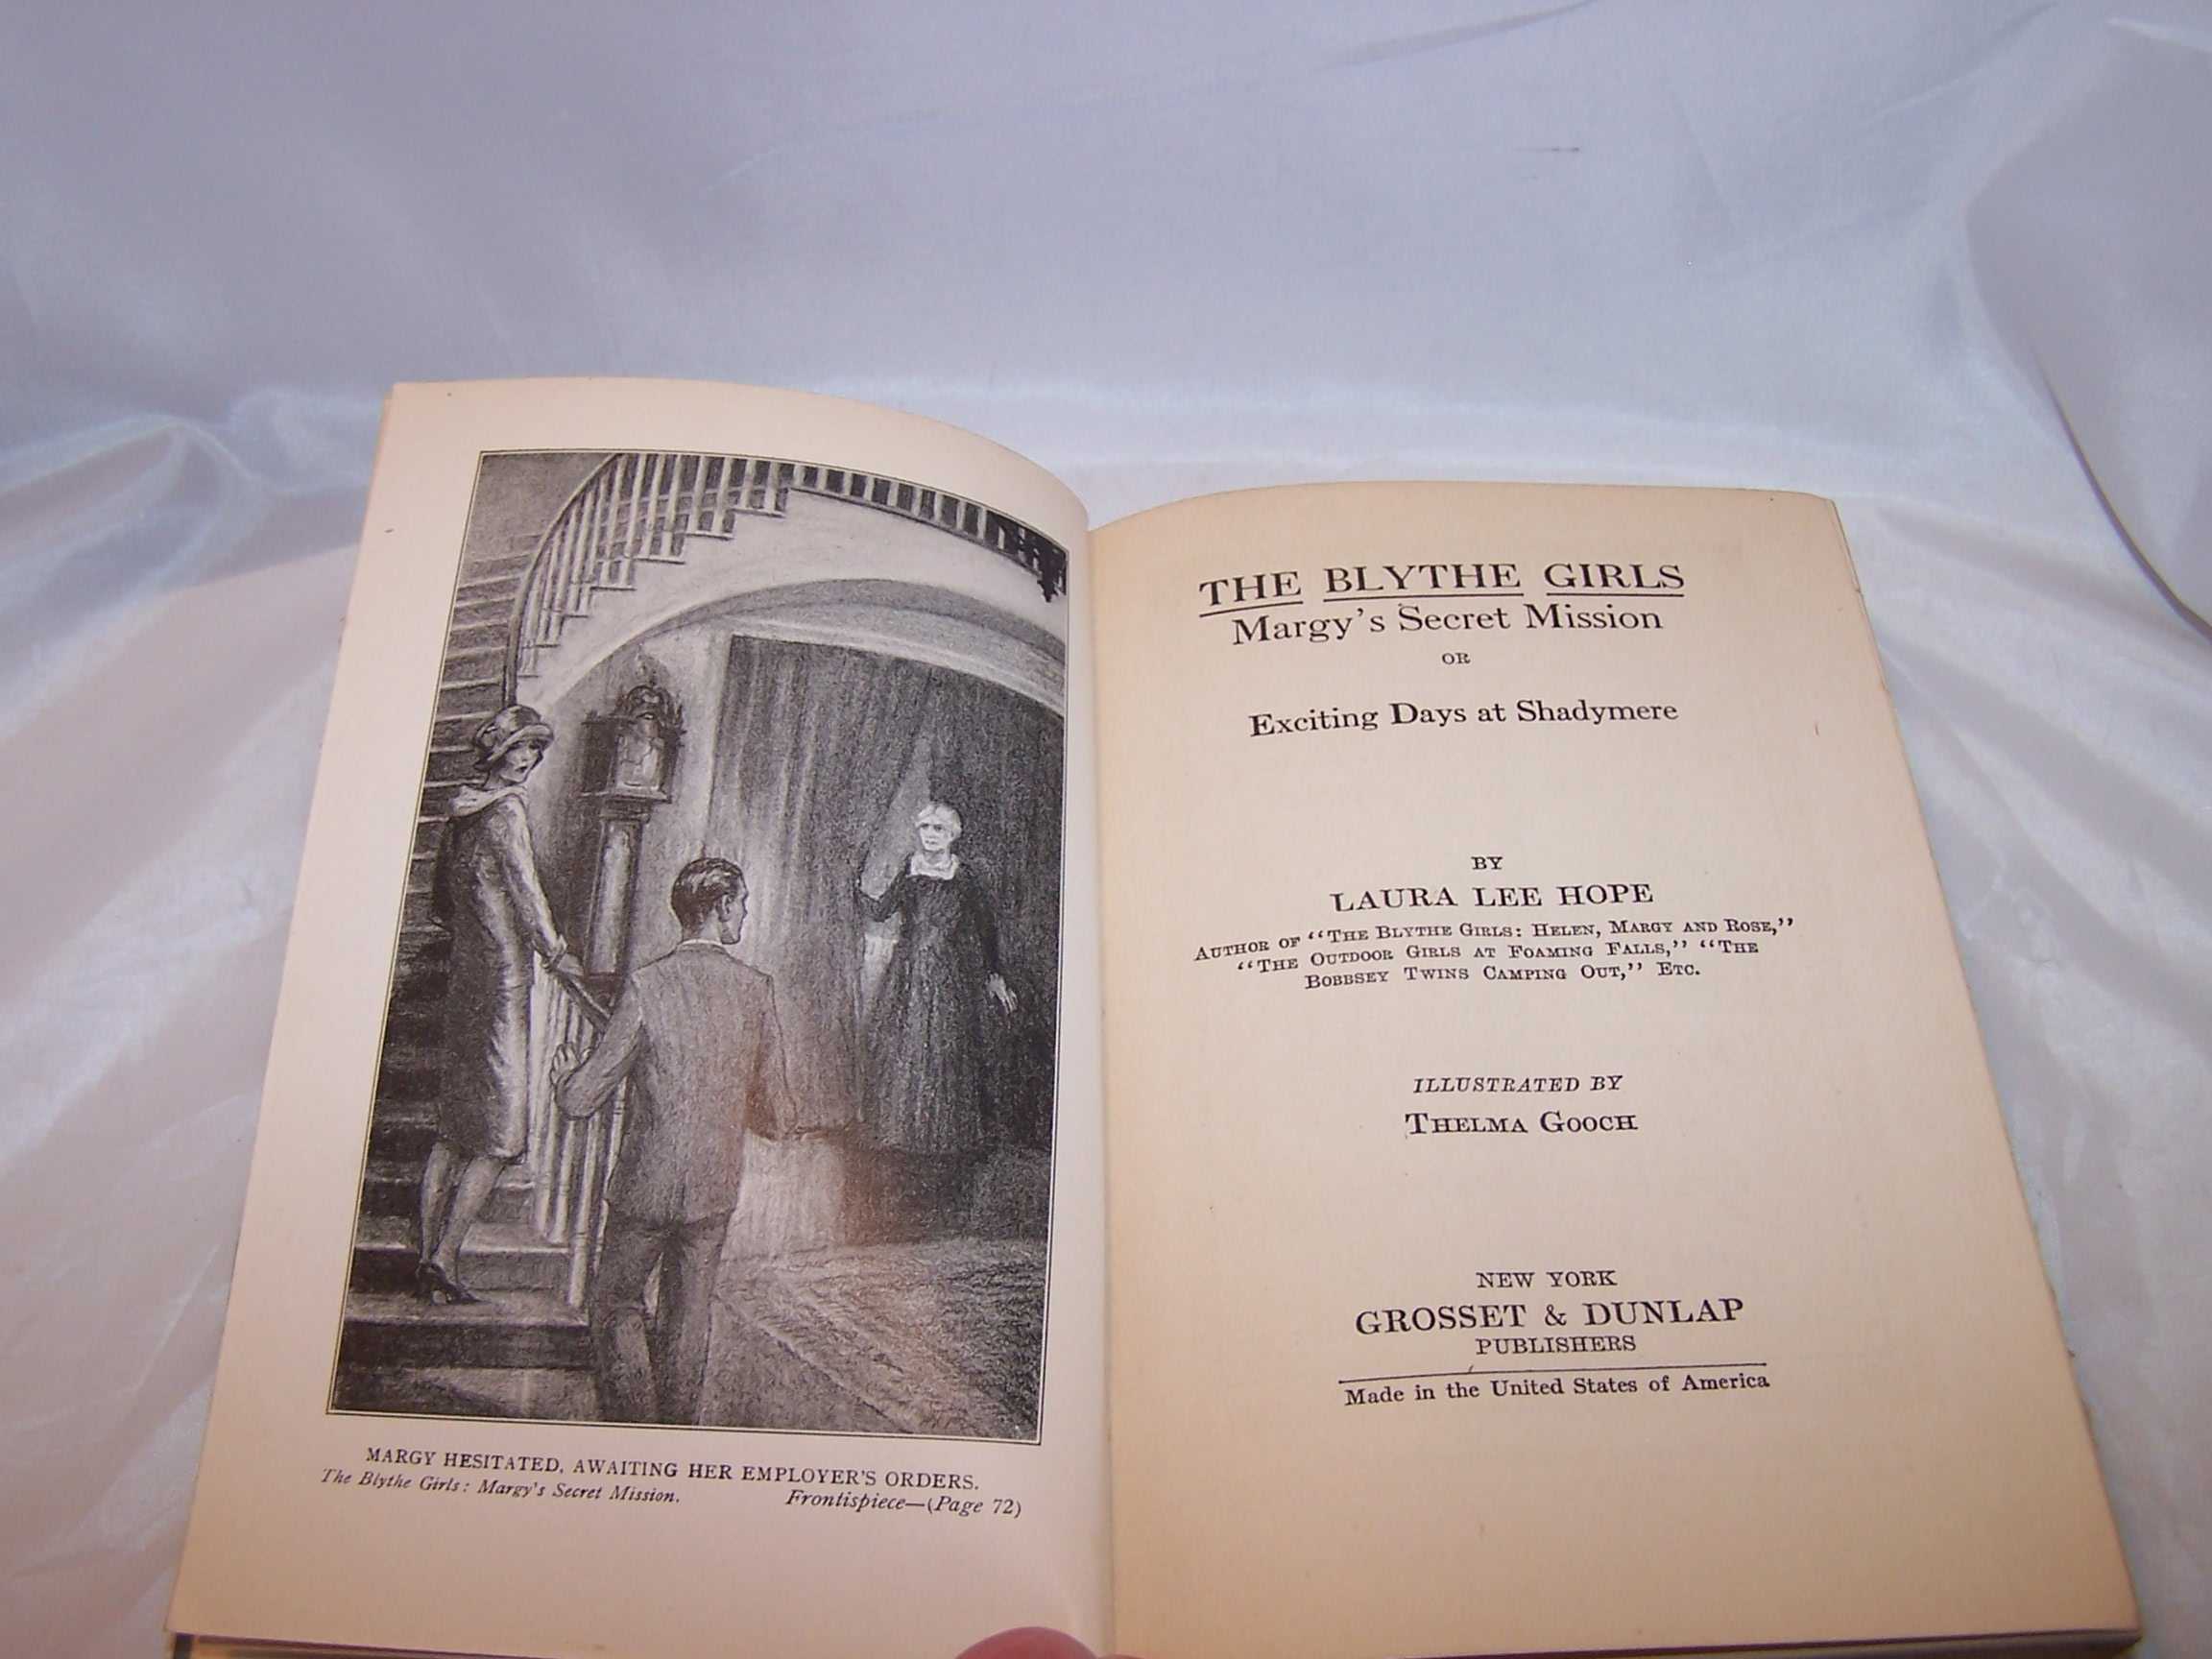 MARGY HESITATED, AWAITING HER EMPLOYER'S ORDERS.
The Blythe Girls: Margy's Secret Mission. Frontispiece—(Page 72)
THE BLYTHE GIRLS
Margy's Secret Mission
OR
Exciting Days at Shadymere
BY
LAURA LEE HOPE
AUTHOR OF "THE BLYTHE GIRLS: HELEN, MARGY AND ROSE,"
"THE OUTDOOR GIRLS AT FOAMING FALLS," "THE
BOBBSEY TWINS CAMPING OUT," ETC.
ILLUSTRATED BY
THELMA GOOCH
NEW YORK
GROSSET & DUNLAP
PUBLISHERS
Made in the United States of America